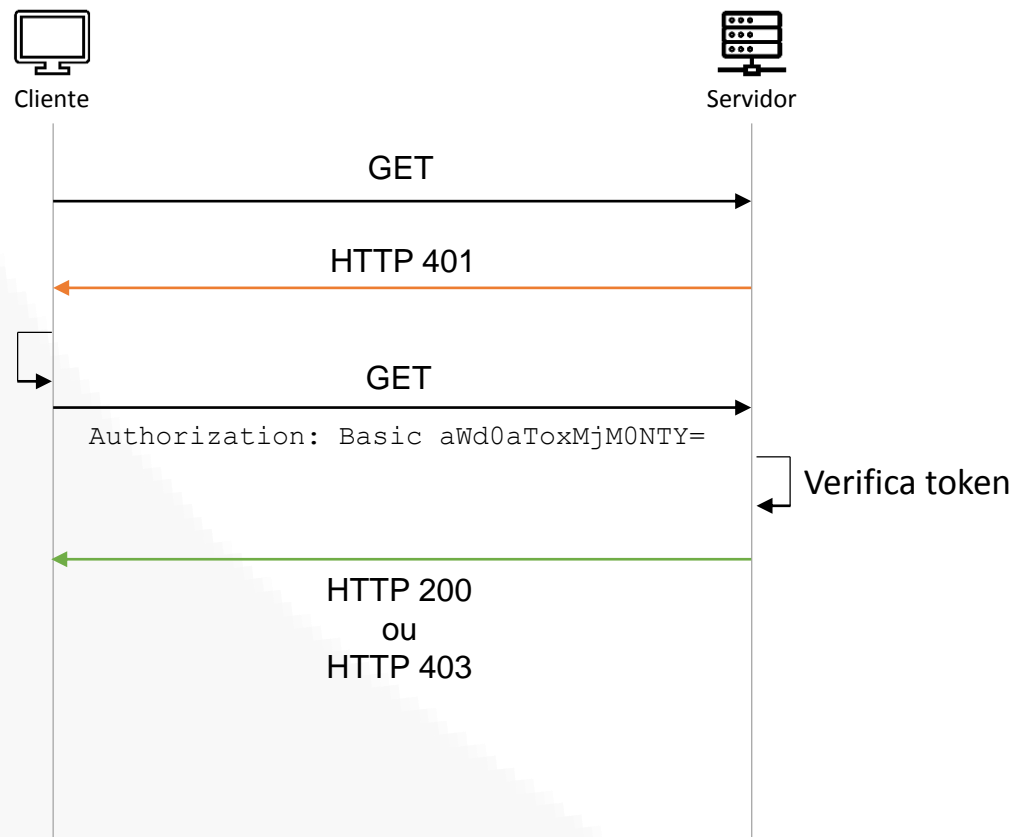 Cliente
Servidor
GET
HTTP 401
GET
Authorization: Basic aWd0aToxMjM0NTY=
Verifica token
HTTP 200
ou
HTTP 403